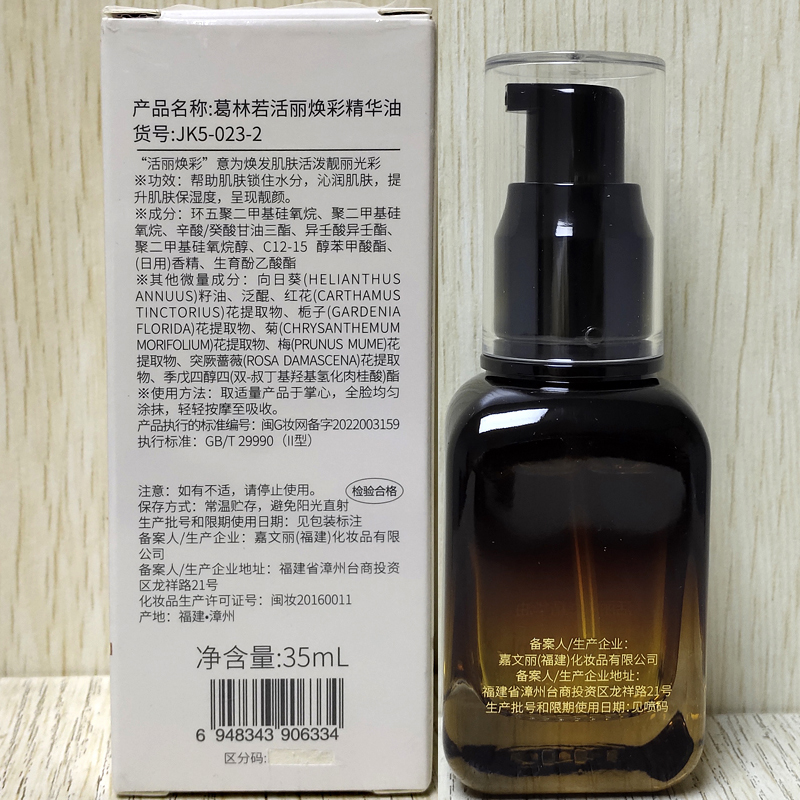 产品名称:葛林若活丽焕彩精华油
货号:JK5-023-2
“活丽焕彩”意为焕发肌肤活泼靓丽光彩
※功效：帮助肌肤锁住水分，沁润肌肤，提
升肌肤保湿度，呈现靓颜。
※成分：环五聚二甲基硅氧烷、聚二甲基硅
氧烷、辛酸/癸酸甘油三酯、异壬酸异壬酯、
聚二甲基硅氧烷醇、C12-15 醇苯甲酸酯、
(日用)香精、生育酚乙酸酯
※其他微量成分：向日葵(HELIANTHUS
ANNUUS)籽油、泛醌、红花(CARTHAMUS
TINCTORIUS)花提取物、栀子(GARDENIA
FLORIDA)花提取物、菊(CHRYSANTHEMUM
MORIFOLIUM)花提取物、梅(PRUNUS MUME)花
提取物、突厥蔷薇(ROSA DAMASCENA)花提取
物、季戊四醇四(双-叔丁基羟基氢化肉桂酸)酯
※使用方法：取适量产品于掌心，全脸均匀
涂抹，轻轻按摩至吸收。
产品执行的标准编号：闽G妆网备字2022003159
执行标准：GB/T 29990（II型）
注意：如有不适，请停止使用。 检验合格
保存方式：常温贮存，避免阳光直射
生产批号和限期使用日期：见包装标注
备案人/生产企业：嘉文丽(福建)化妆品有限
公司
备案人/生产企业地址：福建省漳州台商投资
区龙祥路21号
化妆品生产许可证号：闽妆20160011
产地：福建•漳州
净含量:35mL
6 948343 906334
区分码:
备案人/生产企业：
嘉文丽(福建)化妆品有限公司
备案人/生产企业地址：
福建省漳州台商投资区龙祥路21号
生产批号和限期使用日期:见喷码